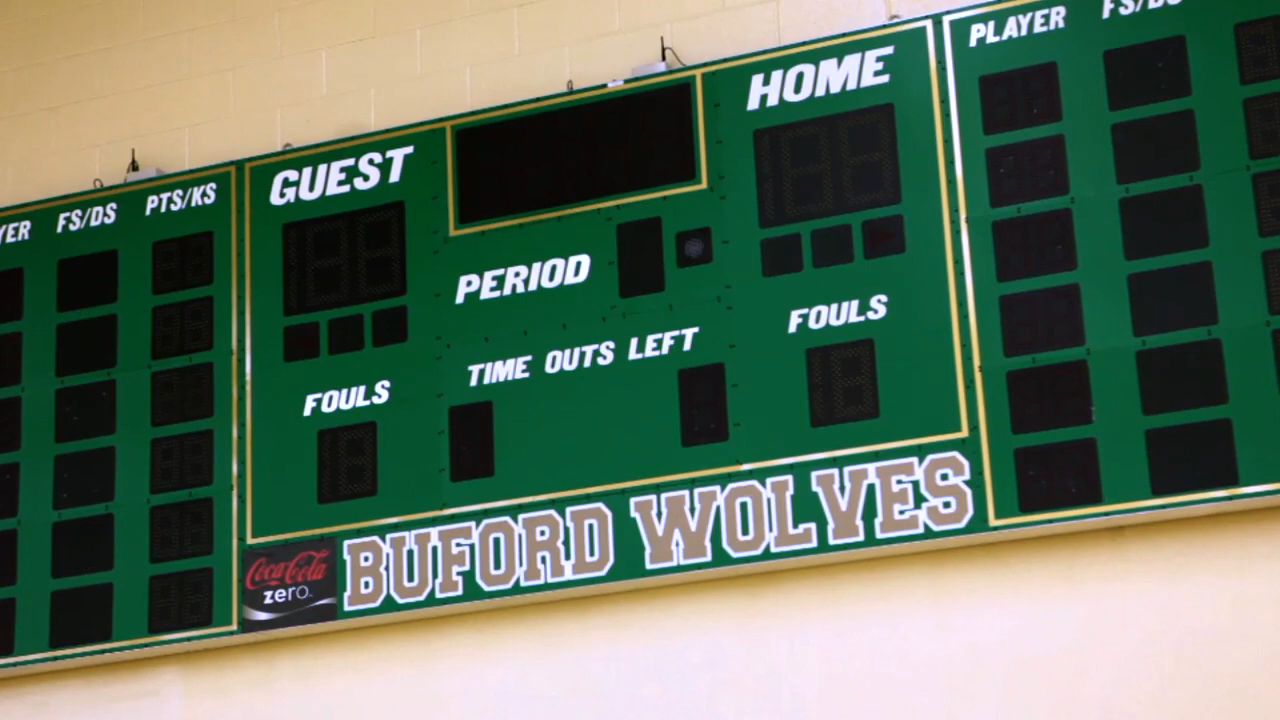 PLAYER FS/DS
HOME
GUEST
YER FS/DS PTS/KS
PERIOD
FOULS
TIME OUTS LEFT
FOULS
BUFORD WOLVES
Coca-Cola
zero